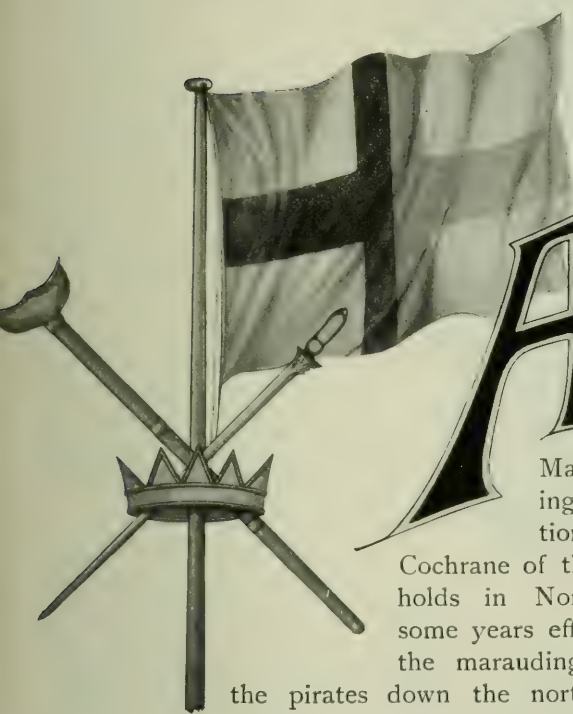 A
Ma
ing
tion
Cochrane of th
holds in Nor
some years eff
the marauding
the pirates down the nort